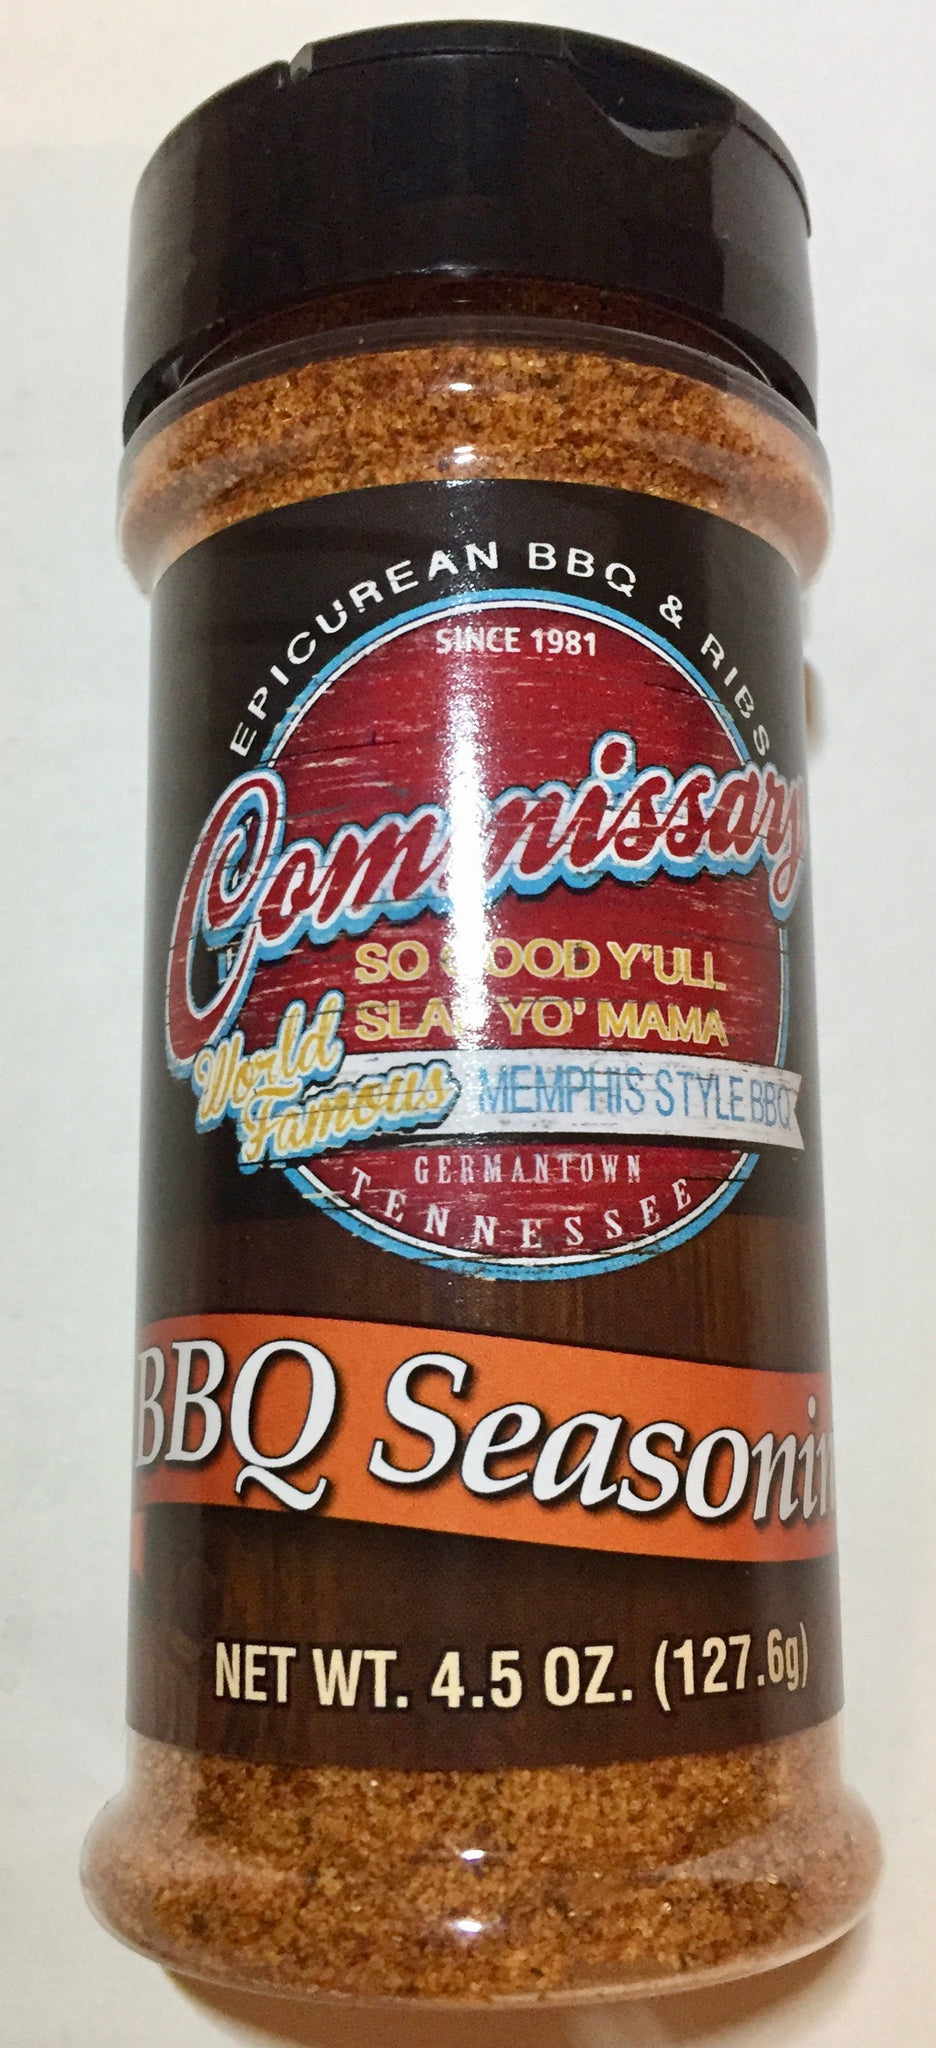 EPICUREAN BBQ & RIBS
SINCE 1981
Commissary
SO GOOD Y'ULL
SLAP YO' MAMA
World
Famous
MEMPHIS STYLE BBQ
GERMANTOWN
TENNESSEE
BBQ Seasonin
NET WT. 4.5 OZ. (127.6g)